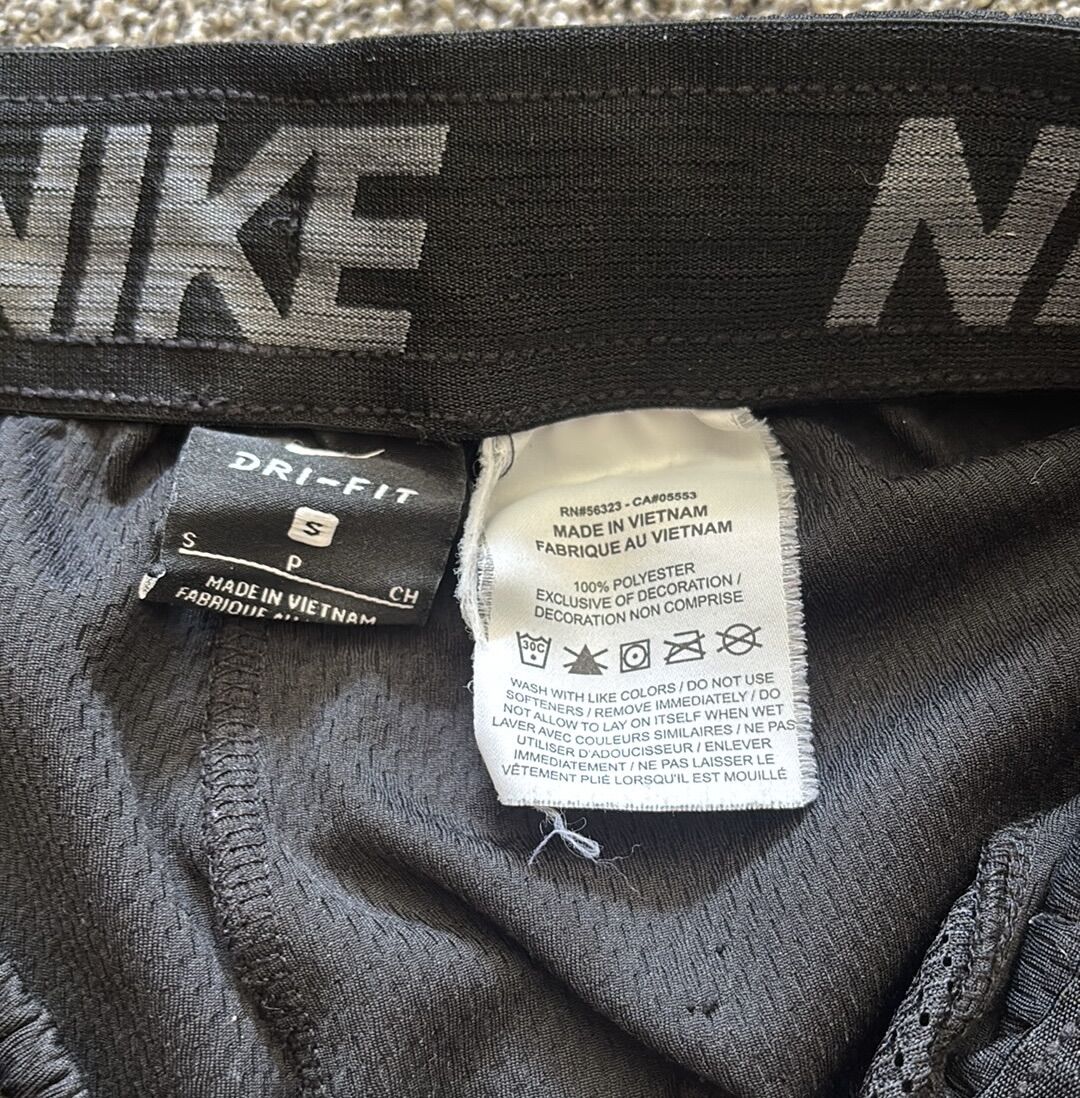 NIKE
N
DRI-FIT
S
S
P
CH
MADE IN VIETNAM
FABRIQUE AU VIETNAM
RN#56323 - CA#05553
MADE IN VIETNAM
FABRIQUE AU VIETNAM
100% POLYESTER
EXCLUSIVE OF DECORATION /
DECORATION NON COMPRISE
30C
WASH WITH LIKE COLORS / DO NOT USE
SOFTENERS / REMOVE IMMEDIATELY / DO
NOT ALLOW TO LAY ON ITSELF WHEN WET
LAVER AVEC COULEURS SIMILAIRES / NE PAS
UTILISER D'ADOUCISSEUR / ENLEVER
IMMEDIATEMENT / NE PAS LAISSER LE
VÊTEMENT PLIÉ LORSQU'IL EST MOUILLÉ